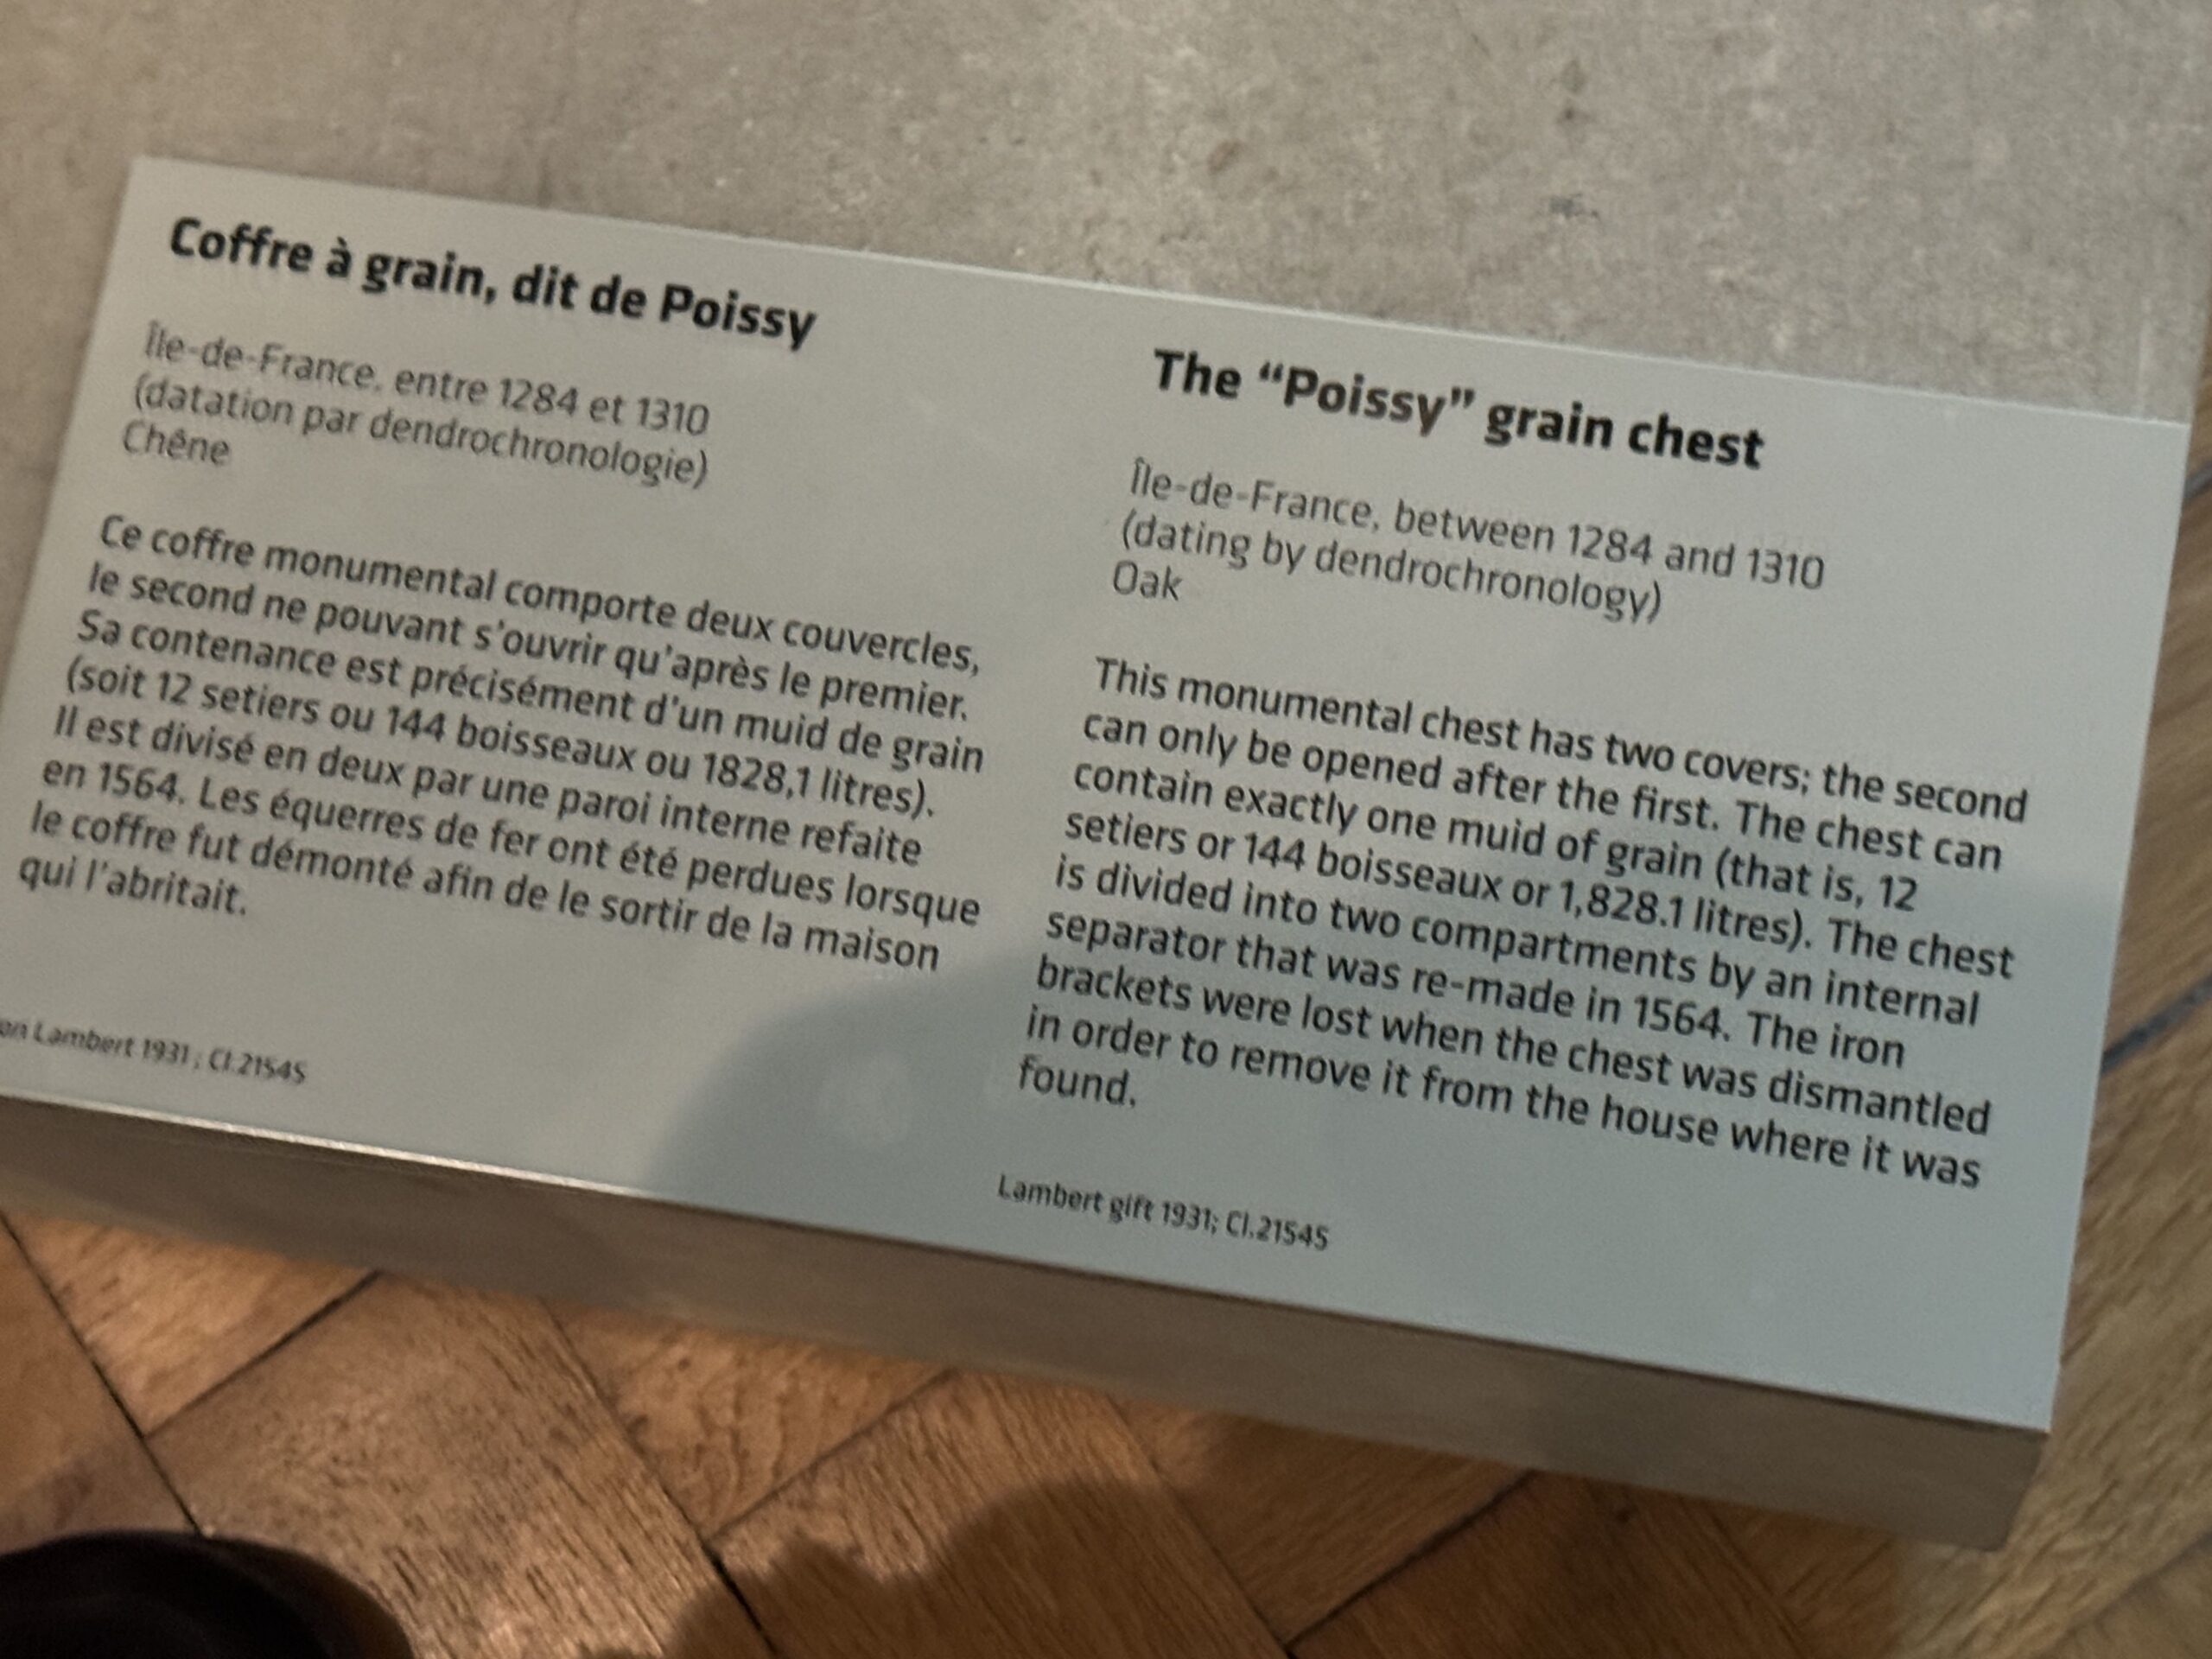 Coffre à grain, dit de Poissy
Île-de-France, entre 1284 et 1310
(datation par dendrochronologie)
Chêne
Ce coffre monumental comporte deux couvercles,
le second ne pouvant s'ouvrir qu'après le premier.
Sa contenance est précisément d'un muid de grain
(soit 12 setiers ou 144 boisseaux ou 1828,1 litres).
Il est divisé en deux par une paroi interne refaite
en 1564. Les équerres de fer ont été perdues lorsque
le coffre fut démonté afin de le sortir de la maison
qui l'abritait.
Lambert 1931 ; Cl.21545
The “Poissy” grain chest
Île-de-France, between 1284 and 1310
(dating by dendrochronology)
Oak
This monumental chest has two covers; the second
can only be opened after the first. The chest can
contain exactly one muid of grain (that is, 12
setiers or 144 boisseaux or 1,828.1 litres). The chest
is divided into two compartments by an internal
separator that was re-made in 1564. The iron
brackets were lost when the chest was dismantled
in order to remove it from the house where it was
found.
Lambert gift 1931; Cl.21545